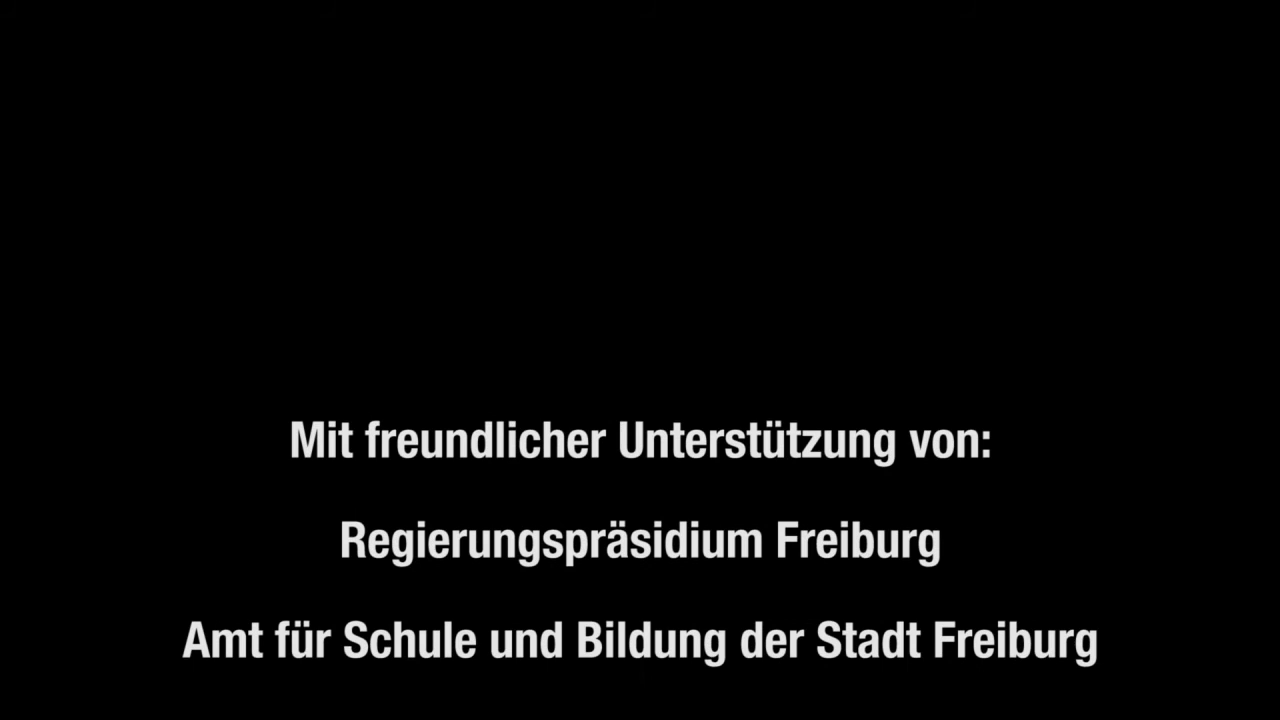 Mit freundlicher Unterstützung von:
Regierungspräsidium Freiburg
Amt für Schule und Bildung der Stadt Freiburg